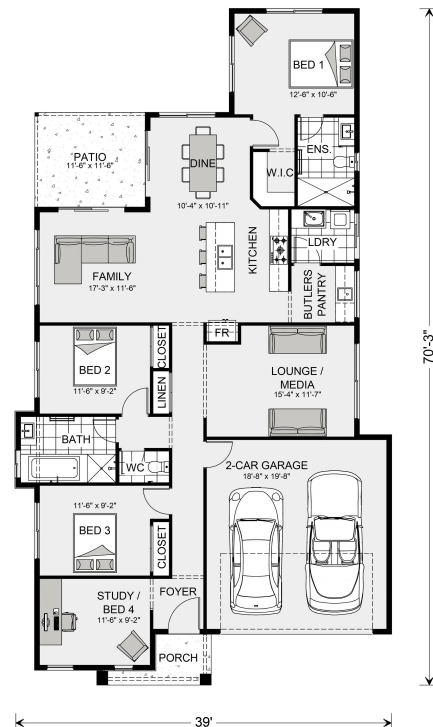 BED 1
12'-6" x 10'-6"
PATIO
11'-6" x 11'-6"
DINE
10'-4" x 10'-11"
ENS.
W.I.C
KITCHEN
LDRY
FAMILY
17'-3" x 11'-6"
BUTLERS
PANTRY
FR
BED 2
11'-6" x 9'-2"
CLOSET
LINEN
LOUNGE /
MEDIA
15'-4" x 11'-7"
BATH
WC
2-CAR GARAGE
18'-8" x 19'-8"
11'-6" x 9'-2"
BED 3
CLOSET
STUDY /
BED 4
11'-6" x 9'-2"
FOYER
PORCH
70'-3"
39'